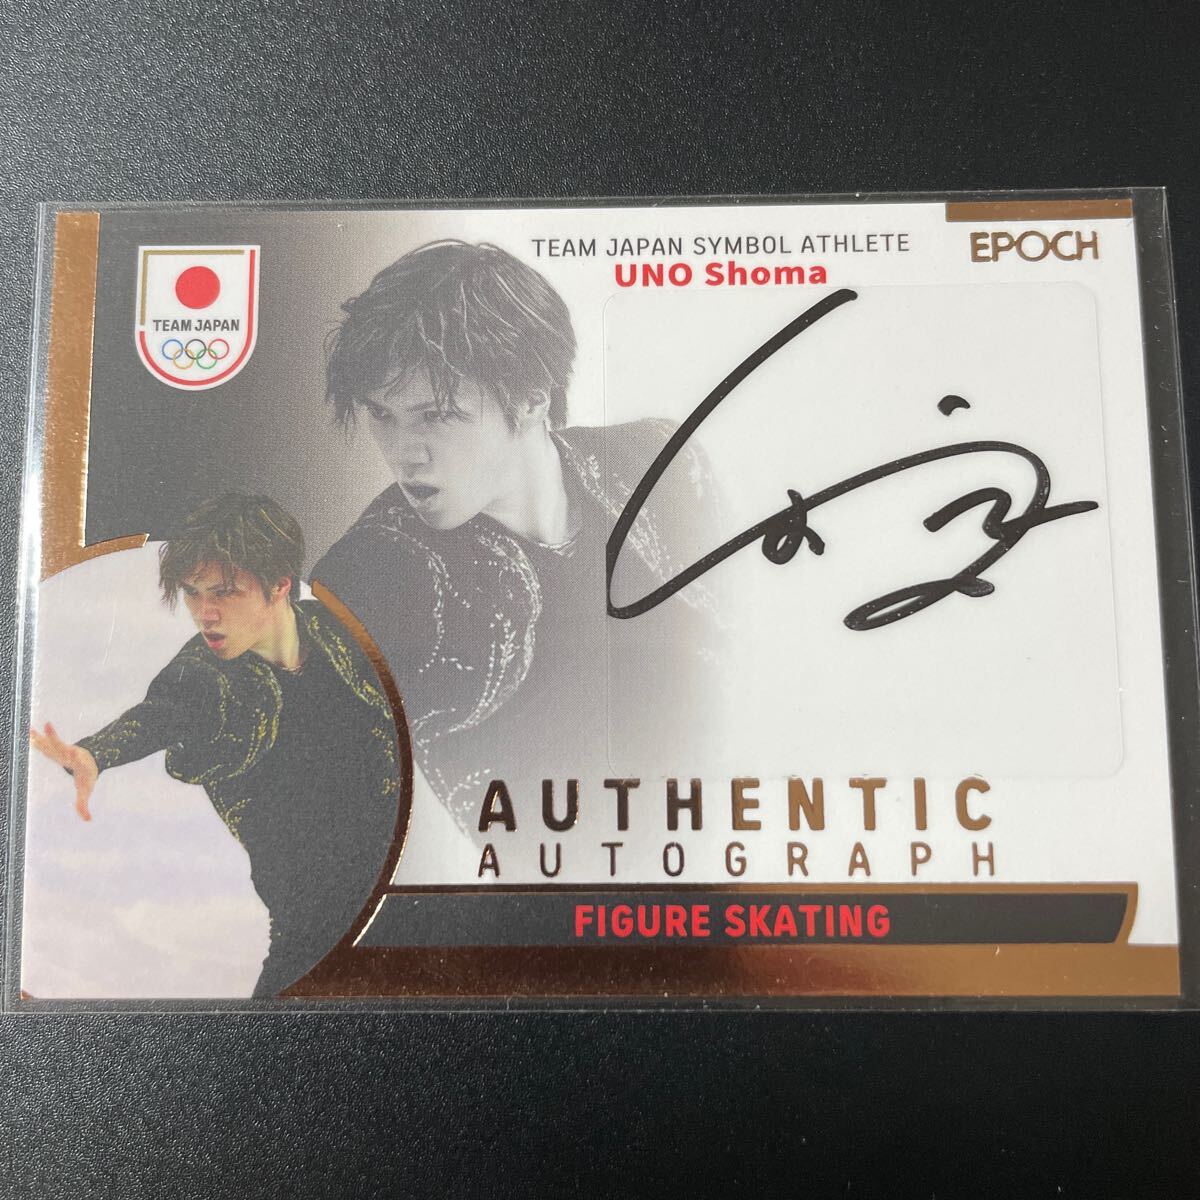 TEAM JAPAN SYMBOL ATHLETE
UNO Shoma
EPOCH
TEAM JAPAN
AUTHENTIC
AUTOGRAPH
FIGURE SKATING